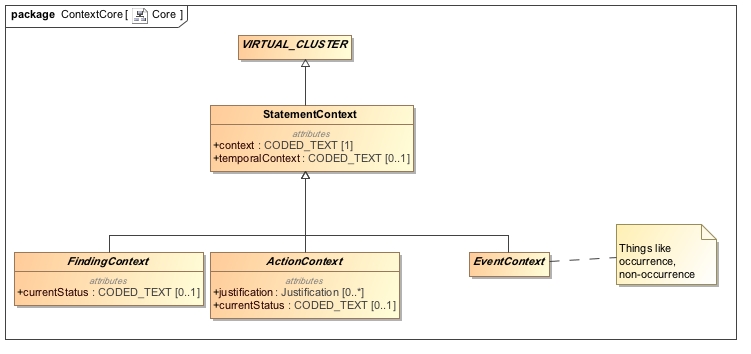 package ContextCore [ Core ]
VIRTUAL_CLUSTER
StatementContext
attributes
+context : CODED_TEXT [1]
+temporalContext : CODED_TEXT [0..1]
FindingContext
attributes
+currentStatus : CODED_TEXT [0..1]
ActionContext
attributes
+justification : Justification [0..*]
+currentStatus : CODED_TEXT [0..1]
EventContext
Things like
occurrence,
non-occurrence